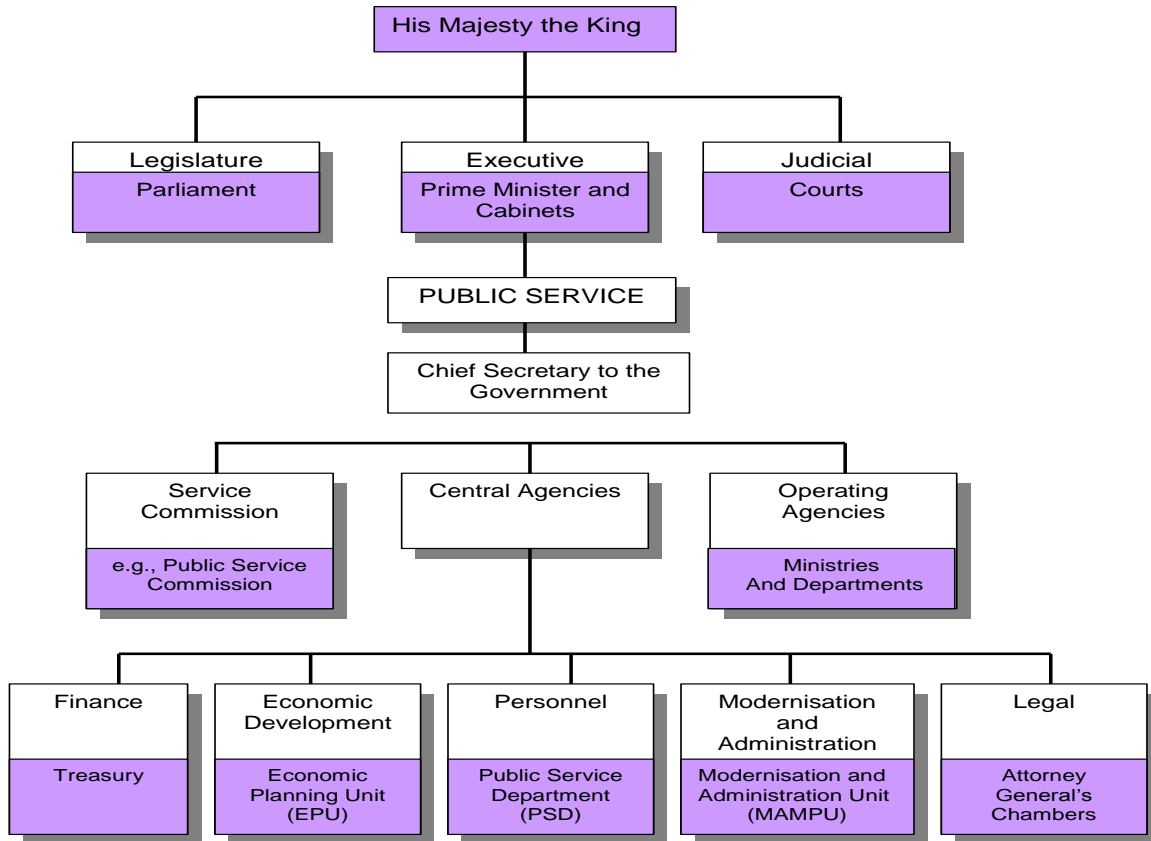 His Majesty the King
Legislature
Parliament
Executive
Prime Minister and
Cabinets
Judicial
Courts
PUBLIC SERVICE
Chief Secretary to the
Government
Service
Commission
e.g., Public Service
Commission
Central Agencies
Operating
Agencies
Ministries
And Departments
Finance
Treasury
Economic
Development
Economic
Planning Unit
(EPU)
Personnel
Public Service
Department
(PSD)
Modernisation
and
Administration
Modernisation and
Administration Unit
(MAMPU)
Legal
Attorney
General's
Chambers